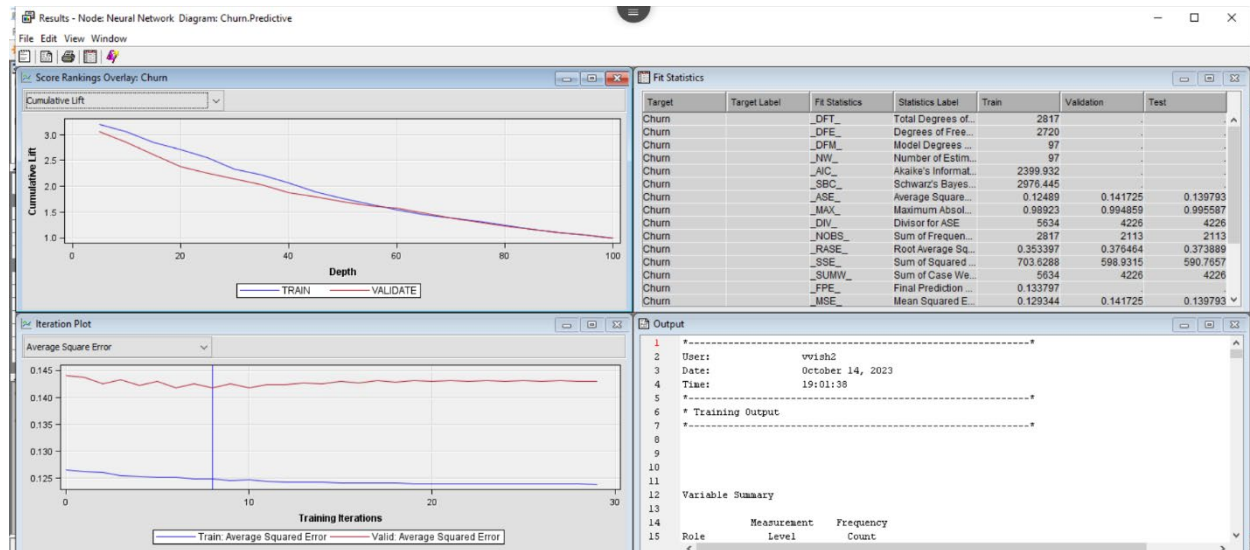 Results - Node: Neural Network Diagram: Churn.Predictive
File Edit View Window
Score Rankings Overlay: Churn
Cumulative Lift
Cumulative Lift
3.0
2.5
2.0
1.5
1.0
0 20 40 60 80 100
Depth
TRAIN VALIDATE
Fit Statistics
Target Target Label Fit Statistics Statistics Label Train Validation Test
Churn _DFT_ Total Degrees of... 2817 . .
Churn _DFE_ Degrees of Free... 2720 . .
Churn _DFM_ Model Degrees ... 97 . .
Churn _NW_ Number of Estim... 97 . .
Churn _AIC_ Akaike's Informat... 2399.932 . .
Churn _SBC_ Schwarz's Bayes... 2976.445 . .
Churn _ASE_ Average Square... 0.12489 0.141725 0.139793
Churn _MAX_ Maximum Absol... 0.98923 0.994859 0.995587
Churn _DIV_ Divisor for ASE 5634 4226 4226
Churn _NOBS_ Sum of Frequen... 2817 2113 2113
Churn _RASE_ Root Average Sq... 0.353397 0.376464 0.373889
Churn _SSE_ Sum of Squared ... 703.6288 598.9315 590.7657
Churn _SUMW_ Sum of Case We... 5634 4226 4226
Churn _FPE_ Final Prediction ... 0.133797 . .
Churn _MSE_ Mean Squared E... 0.129344 0.141725 0.139793
Iteration Plot
Average Square Error
0.145
0.140
0.135
0.130
0.125
0 10 20 30
Training Iterations
Train: Average Squared Error Valid: Average Squared Error
Output
1 *------------------------------------------------------------*
2 User: vvish2
3 Date: October 14, 2023
4 Time: 19:01:38
5 *------------------------------------------------------------*
6 * Training Output
7 *------------------------------------------------------------*
8
9
10
11
12 Variable Summary
13
14 Measurement Frequency
15 Role Level Count